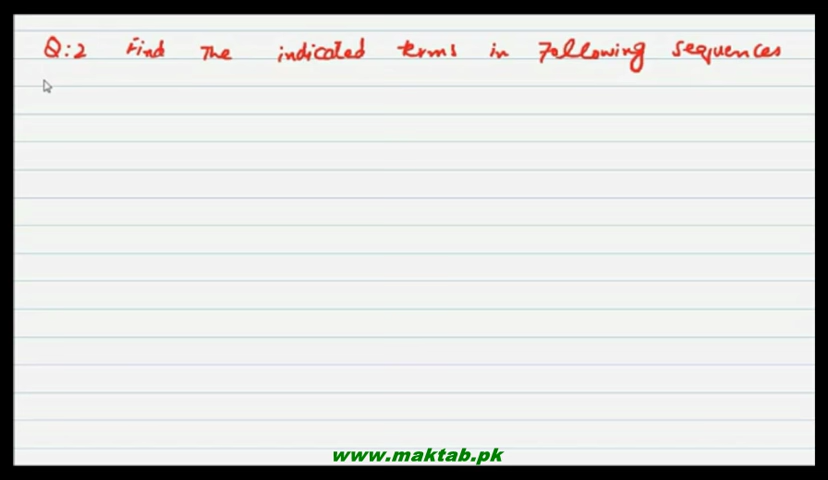 Q:2 Find The indicated terms in Following sequences
www.maktab.pk